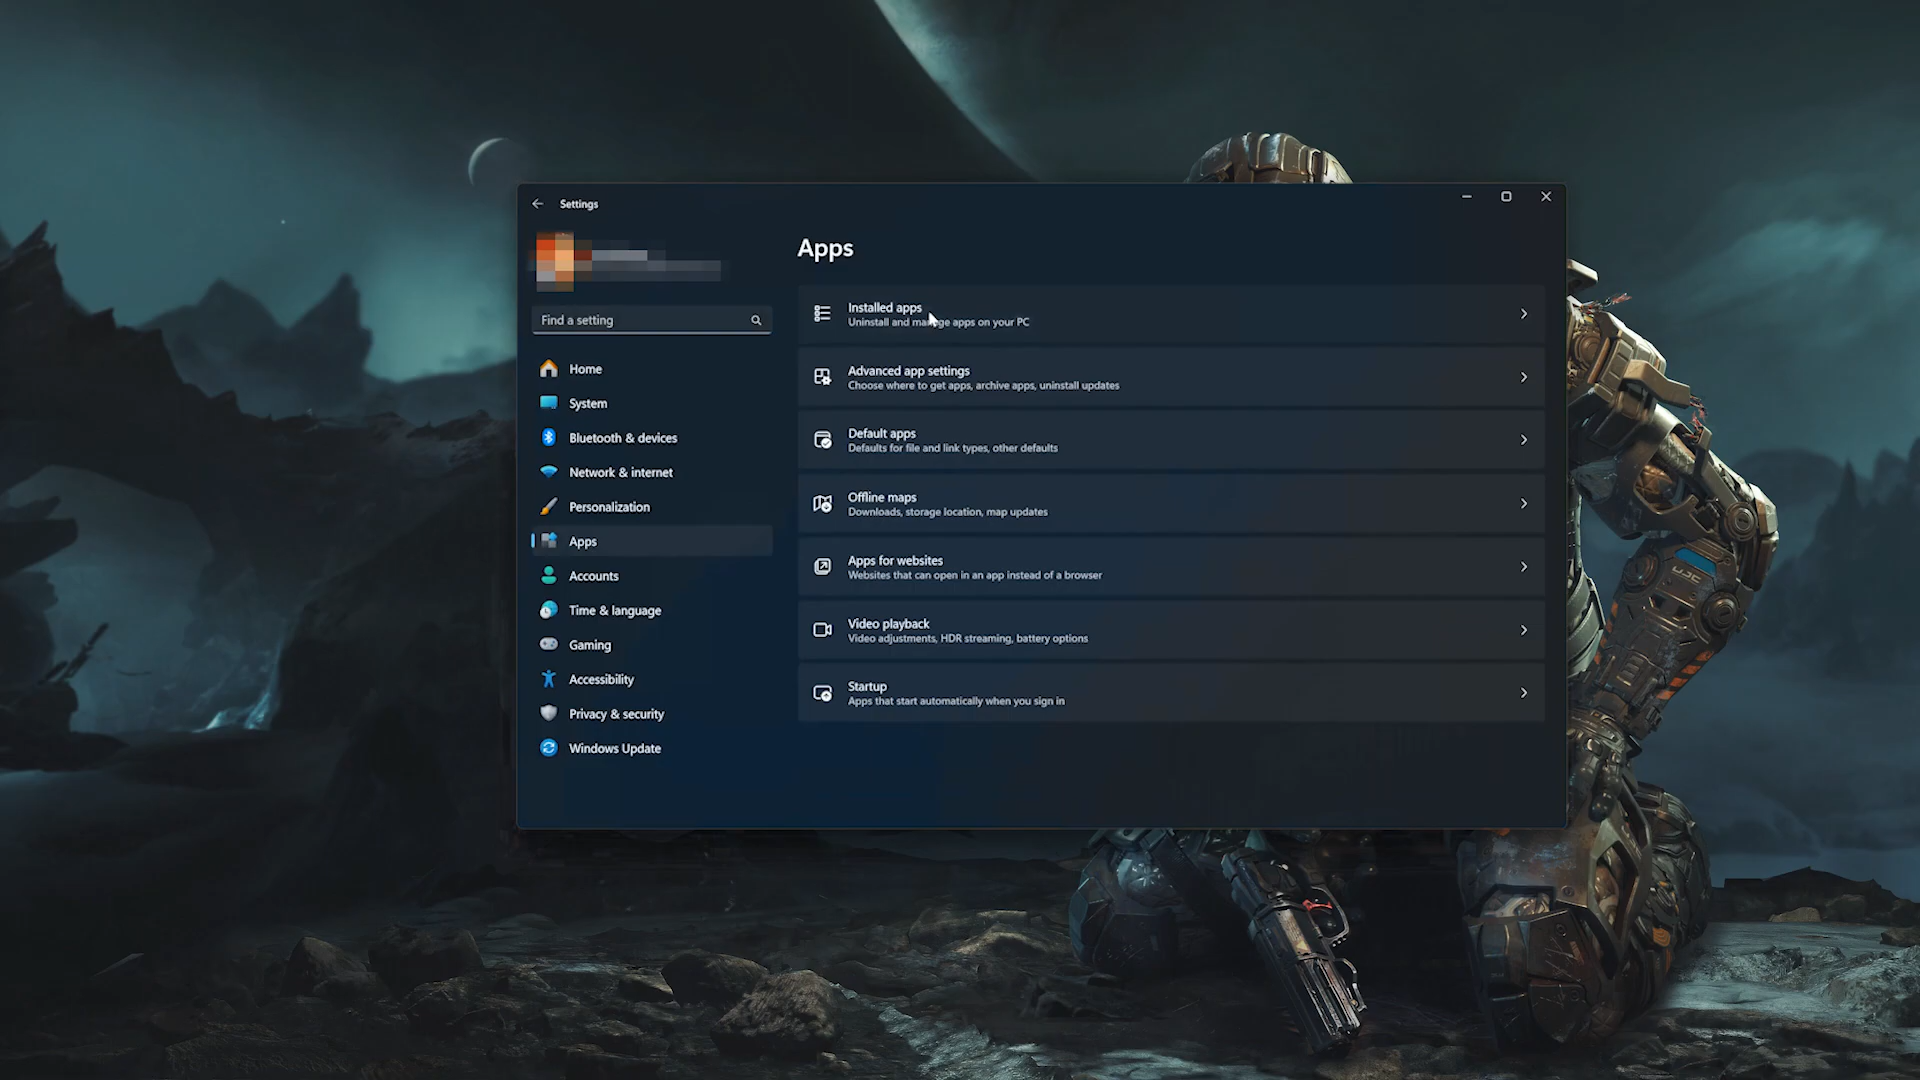 Settings
Apps
Find a setting
Home
System
Bluetooth & devices
Network & internet
Personalization
Apps
Accounts
Time & language
Gaming
Accessibility
Privacy & security
Windows Update
Installed apps
Uninstall and manage apps on your PC
Advanced app settings
Choose where to get apps, archive apps, uninstall updates
Default apps
Defaults for file and link types, other defaults
Offline maps
Downloads, storage location, map updates
Apps for websites
Websites that can open in an app instead of a browser
Video playback
Video adjustments, HDR streaming, battery options
Startup
Apps that start automatically when you sign in
UJC